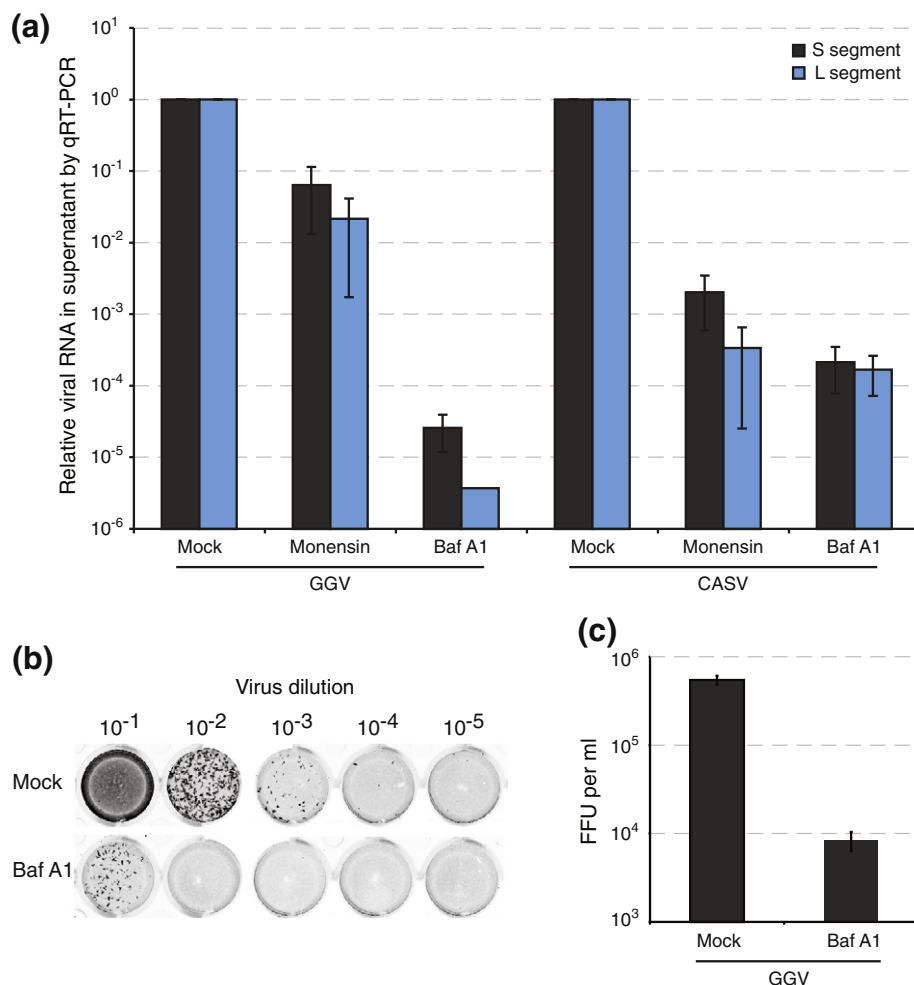 (a)
Relative viral RNA in supernatant by qRT-PCR
10^1
10^0
10^-1
10^-2
10^-3
10^-4
10^-5
10^-6
S segment
L segment
Mock Monensin Baf A1 Mock Monensin Baf A1
GGV CASV
(b)
Virus dilution
10^-1 10^-2 10^-3 10^-4 10^-5
Mock
Baf A1
(c)
FFU per ml
10^6
10^5
10^4
10^3
Mock Baf A1
GGV